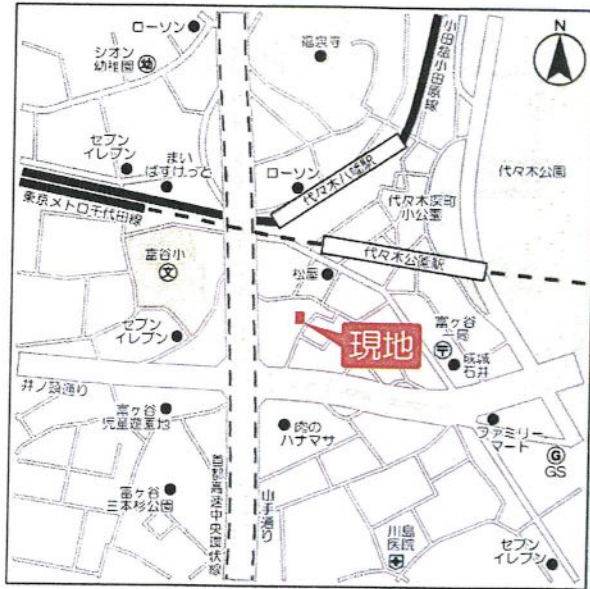 ローソン
シオン
幼稚園
幼
福泉寺
小田急小田原線
N
セブン
イレブン
まい
ばすけっと
ローソン
代々木八幡駅
代々木深町
小公園
代々木公園
東京メトロ千代田線
富谷小
文
代々木公園駅
松屋
セブン
イレブン
現地
富ヶ谷
一局
〒
成城
石井
井ノ頭通り
富ヶ谷
児童遊園地
肉の
ハナマサ
ファミリー
マート
G
GS
富ヶ谷
三本杉公園
首都高速中央環状線
山手通り
川島
医院
セブン
イレブン